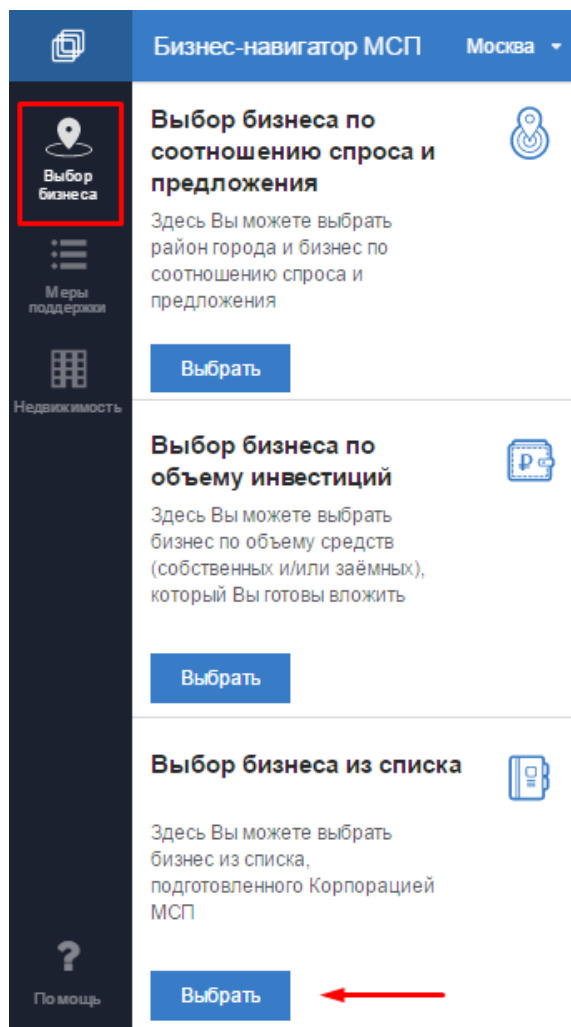 Бизнес-навигатор МСП Москва
Выбор
бизнеса
Меры
поддержки
Недвижимость
Помощь
Выбор бизнеса по
соотношению спроса и
предложения
Здесь Вы можете выбрать
район города и бизнес по
соотношению спроса и
предложения
Выбрать
Выбор бизнеса по
объему инвестиций
Здесь Вы можете выбрать
бизнес по объему средств
(собственных и/или заёмных),
который Вы готовы вложить
Выбрать
Выбор бизнеса из списка
Здесь Вы можете выбрать
бизнес из списка,
подготовленного Корпорацией
МСП
Выбрать